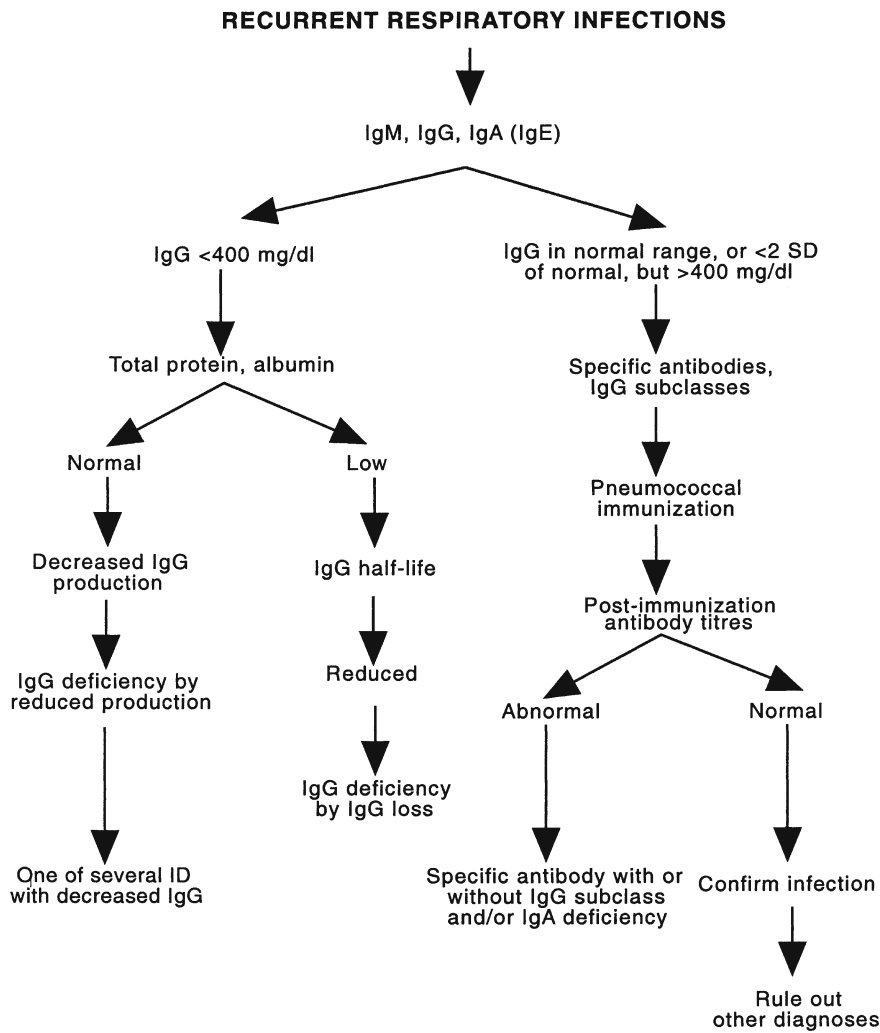 RECURRENT RESPIRATORY INFECTIONS
IgM, IgG, IgA (IgE)
IgG <400 mg/dl
IgG in normal range, or <2 SD
of normal, but >400 mg/dl
Total protein, albumin
Specific antibodies,
IgG subclasses
Normal
Low
Pneumococcal
immunization
Decreased IgG
production
IgG half-life
Post-immunization
antibody titres
IgG deficiency by
reduced production
Reduced
Abnormal
Normal
IgG deficiency
by IgG loss
One of several ID
with decreased IgG
Specific antibody with or
without IgG subclass
and/or IgA deficiency
Confirm infection
Rule out
other diagnoses